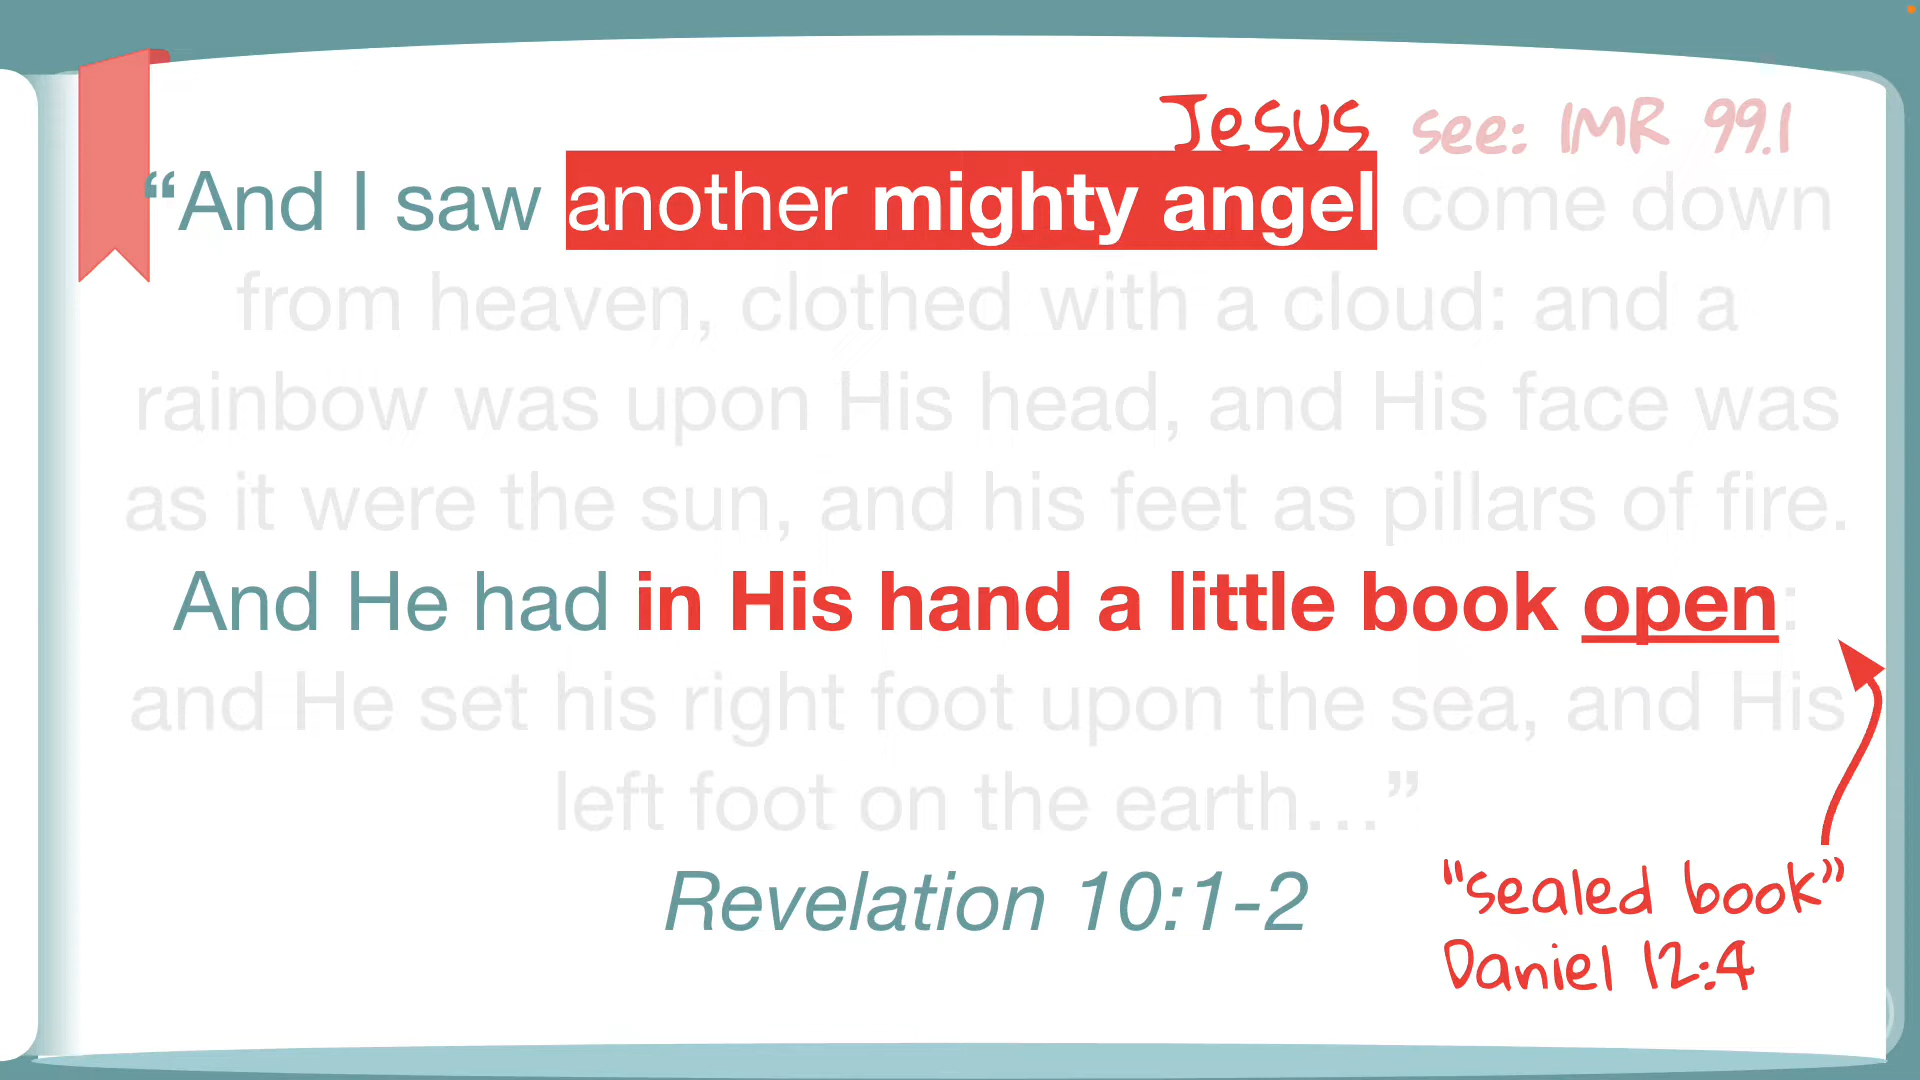 Jesus see: 1MR 99.1
“And I saw another mighty angel come down
from heaven, clothed with a cloud: and a
rainbow was upon His head, and His face was
as it were the sun, and his feet as pillars of fire.
And He had in His hand a little book open:
and He set his right foot upon the sea, and His
left foot on the earth…”
Revelation 10:1-2
"sealed book"
Daniel 12:4